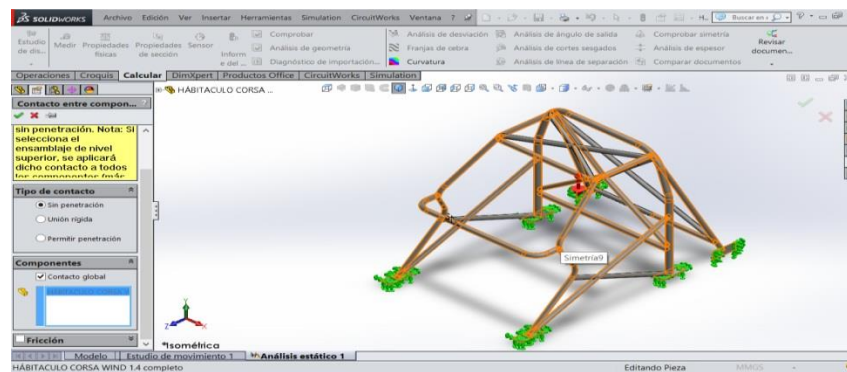 SOLIDWORKS Archivo Edición Ver Insertar Herramientas Simulation CircuitWorks Ventana ? Buscar en
Estudio de dis... Medir Propiedades físicas Propiedades de sección Sensor Inform e del ...
Comprobar
Análisis de geometría
Diagnóstico de importación...
Análisis de desviación
Franjas de cebra
Curvatura
Análisis de ángulo de salida
Análisis de cortes sesgados
Análisis de línea de separación
Comprobar simetría
Análisis de espesor
Comparar documentos
Revisar documen...
Operaciones Croquis Calcular DimXpert Productos Office CircuitWorks Simulation
HÁBITACULO CORSA ...
Contacto entre compon... ?
sin penetración. Nota: Si
selecciona el
ensamblaje de nivel
superior, se aplicará
dicho contacto a todos
los componentes (más
Tipo de contacto
Sin penetración
Unión rígida
Permitir penetración
Componentes
Contacto global
Fricción
Simetría9
Y
Z
X
*Isométrica
Modelo Estudio de movimiento 1 Análisis estático 1
HÁBITACULO CORSA WIND 1.4 completo Editando Pieza MMGS